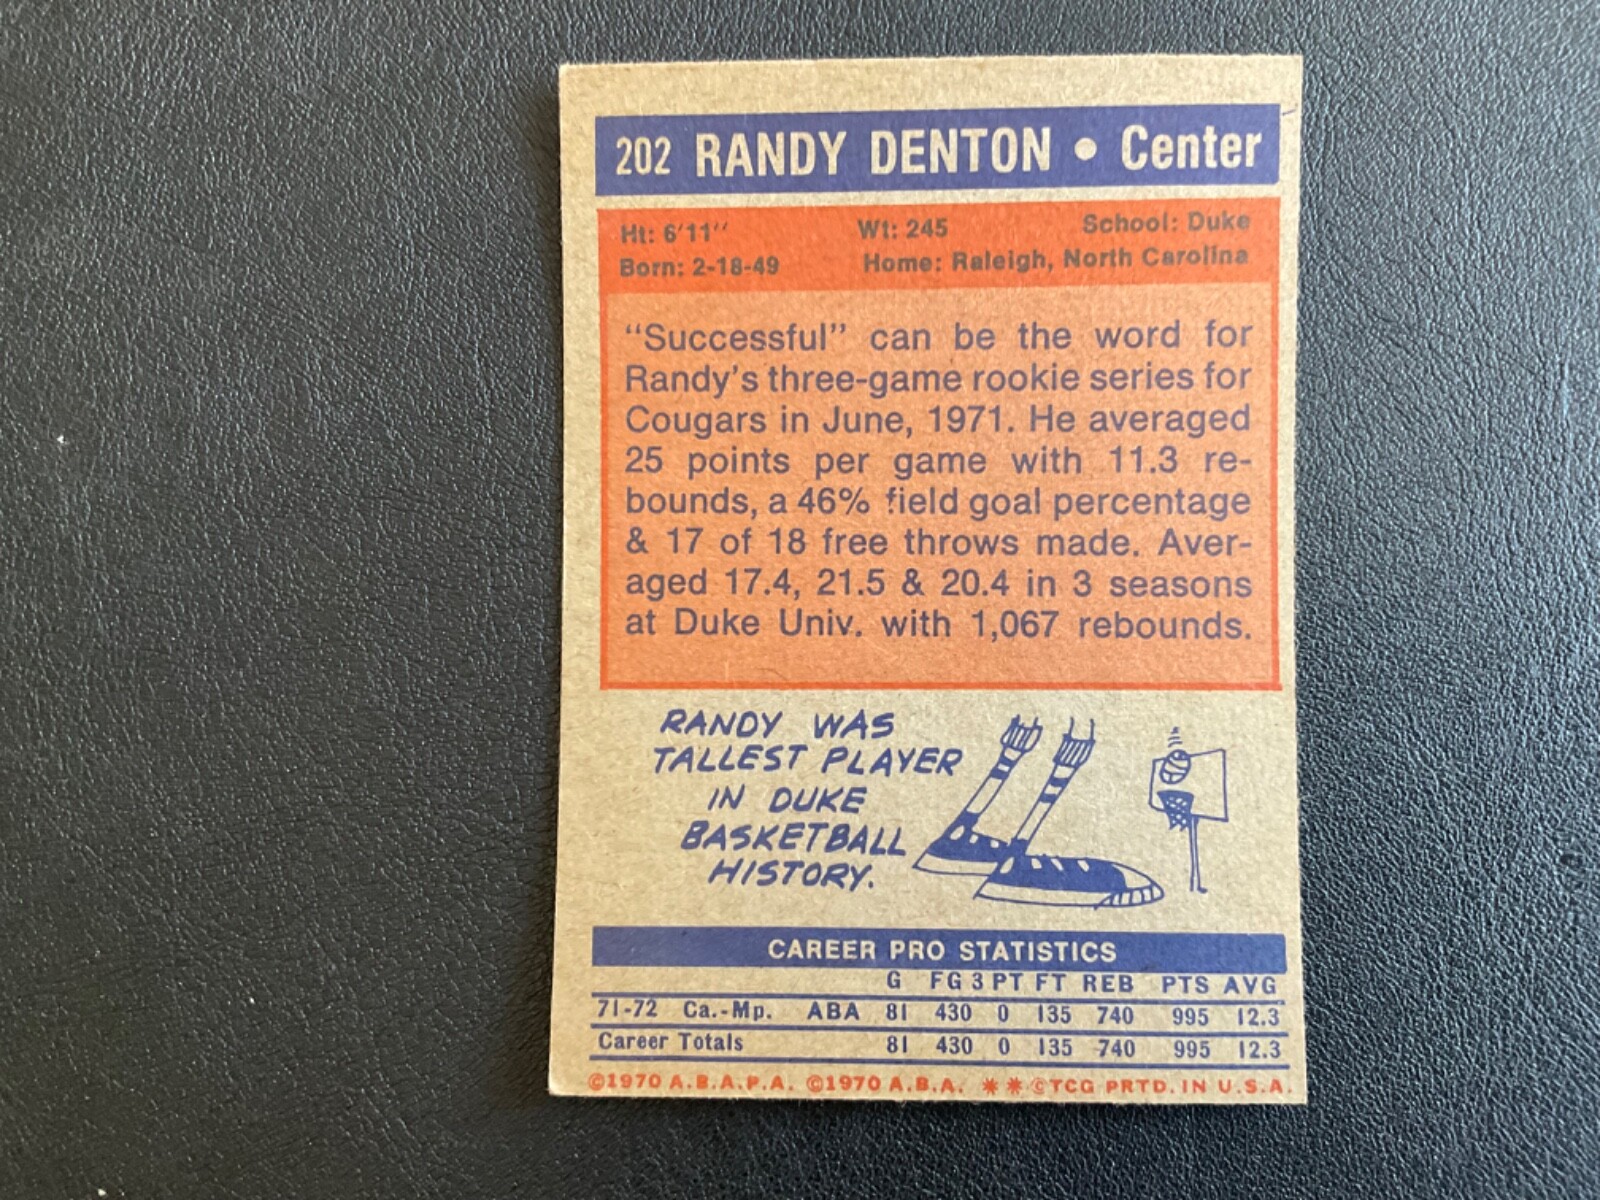 202 RANDY DENTON • Center
Ht: 6'11'' Wt: 245 School: Duke
Born: 2-18-49 Home: Raleigh, North Carolina
“Successful” can be the word for
Randy's three-game rookie series for
Cougars in June, 1971. He averaged
25 points per game with 11.3 re-
bounds, a 46% field goal percentage
& 17 of 18 free throws made. Aver-
aged 17.4, 21.5 & 20.4 in 3 seasons
at Duke Univ. with 1,067 rebounds.
RANDY WAS
TALLEST PLAYER
IN DUKE
BASKETBALL
HISTORY.
CAREER PRO STATISTICS
G FG 3 PT FT REB PTS AVG
71-72 Ca.-Mp. ABA 81 430 0 135 740 995 12.3
Career Totals 81 430 0 135 740 995 12.3
©1970 A.B.A.P.A. ©1970 A.B.A. ** ©TCG PRTD. IN U.S.A.